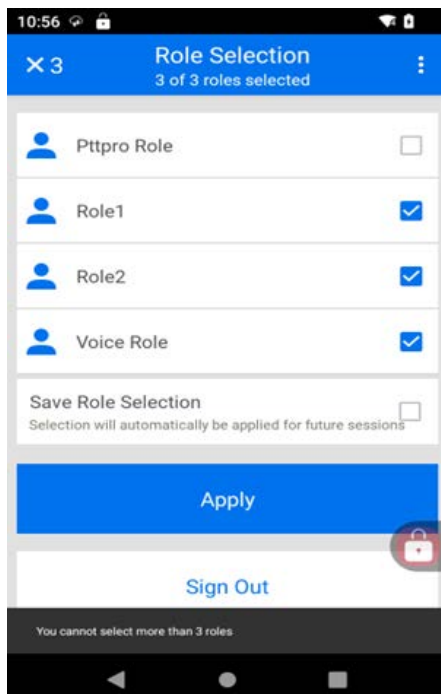 10:56
3
Role Selection
3 of 3 roles selected
Pttpro Role
Role1
Role2
Voice Role
Save Role Selection
Selection will automatically be applied for future sessions
Apply
Sign Out
You cannot select more than 3 roles